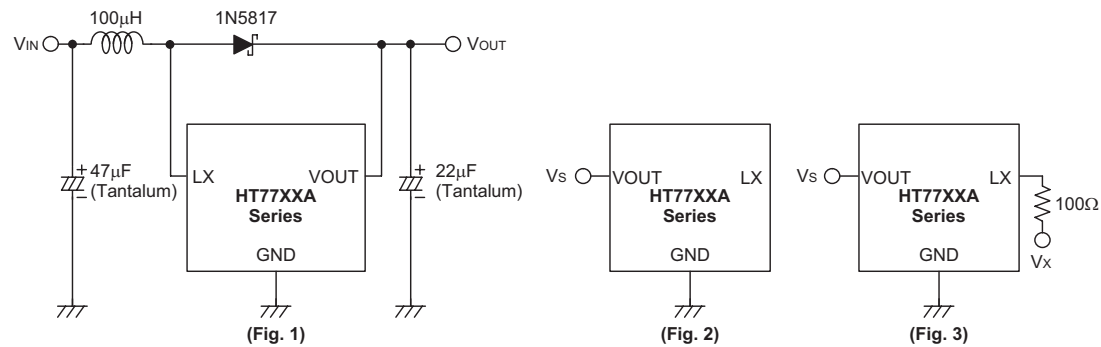 100μH
1N5817
VIN
VOUT
47μF
(Tantalum)
LX
VOUT
HT77XXA
Series
GND
22μF
(Tantalum)
(Fig. 1)
VS
VOUT
LX
HT77XXA
Series
GND
(Fig. 2)
VS
VOUT
LX
HT77XXA
Series
GND
100Ω
VX
(Fig. 3)